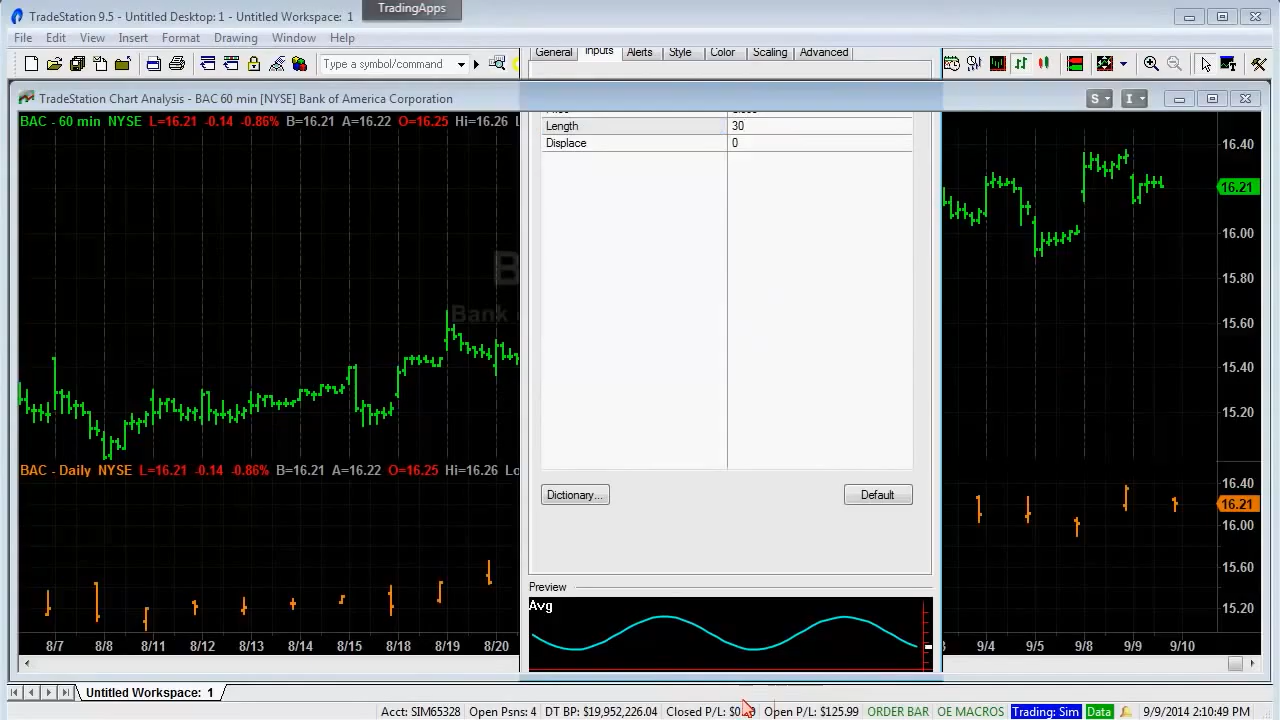 TradeStation 9.5 - Untitled Desktop: 1 - Untitled Workspace: 1
TradingApps
File Edit View Insert Format Drawing Window Help
Type a symbol/command
General Inputs Alerts Style Color Scaling Advanced
TradeStation Chart Analysis - BAC 60 min [NYSE] Bank of America Corporation
S I
BAC - 60 min NYSE L=16.21 -0.14 -0.86% B=16.21 A=16.22 O=16.25 Hi=16.26
Length 30
Displace 0
16.40
16.21
16.00
15.80
15.60
15.40
15.20
Bank
BAC - Daily NYSE L=16.21 -0.14 -0.86% B=16.21 A=16.22 O=16.25 Hi=16.26
16.40
16.21
16.00
15.60
15.20
Dictionary... Default
Preview
Avg
8/7 8/8 8/11 8/12 8/13 8/14 8/15 8/18 8/19 8/20 9/4 9/5 9/8 9/9 9/10
Untitled Workspace: 1
Acct: SIM65328 Open Psns: 4 DT BP: $19,952,226.04 Closed P/L: Open P/L: $125.99 ORDER BAR OE MACROS Trading: Sim Data 9/9/2014 2:10:49 PM